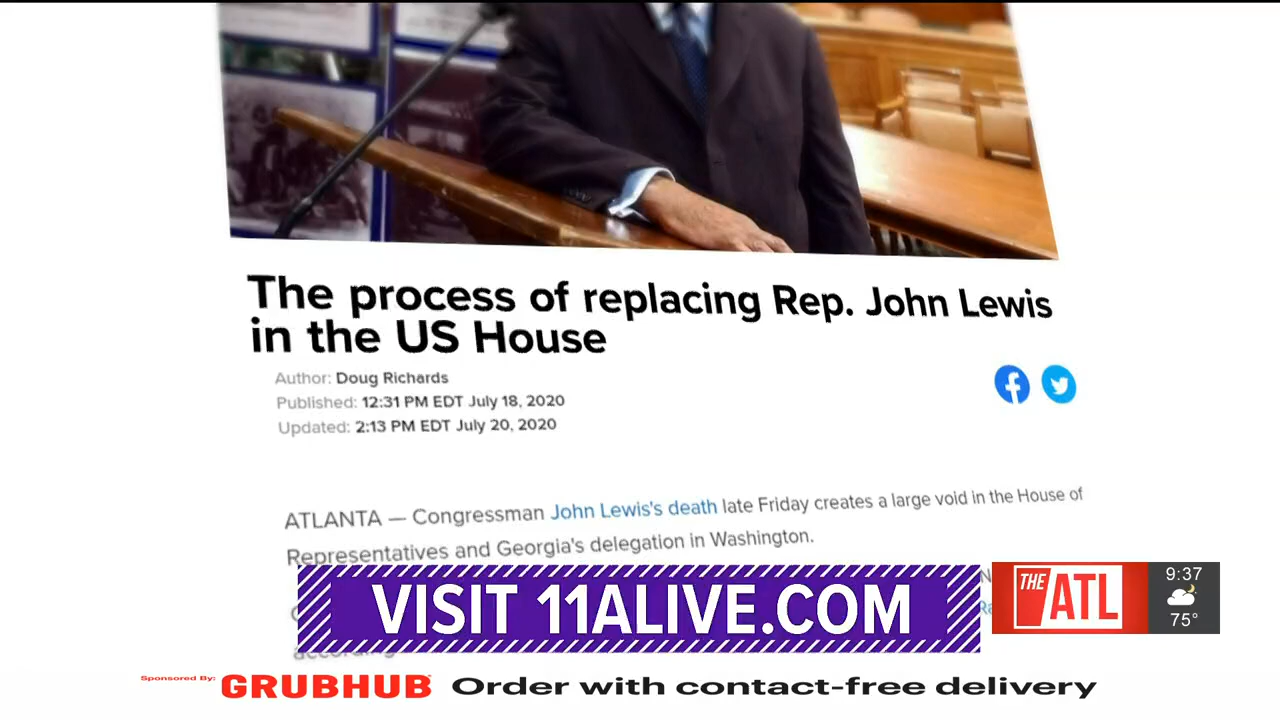 The process of replacing Rep. John Lewis
in the US House
Author: Doug Richards
Published: 12:31 PM EDT July 18, 2020
Updated: 2:13 PM EDT July 20, 2020
ATLANTA — Congressman John Lewis's death late Friday creates a large void in the House of
Representatives and Georgia's delegation in Washington.
VISIT 11ALIVE.COM
THE ATL
9:37
75°
according
Sponsored By: GRUBHUB Order with contact-free delivery